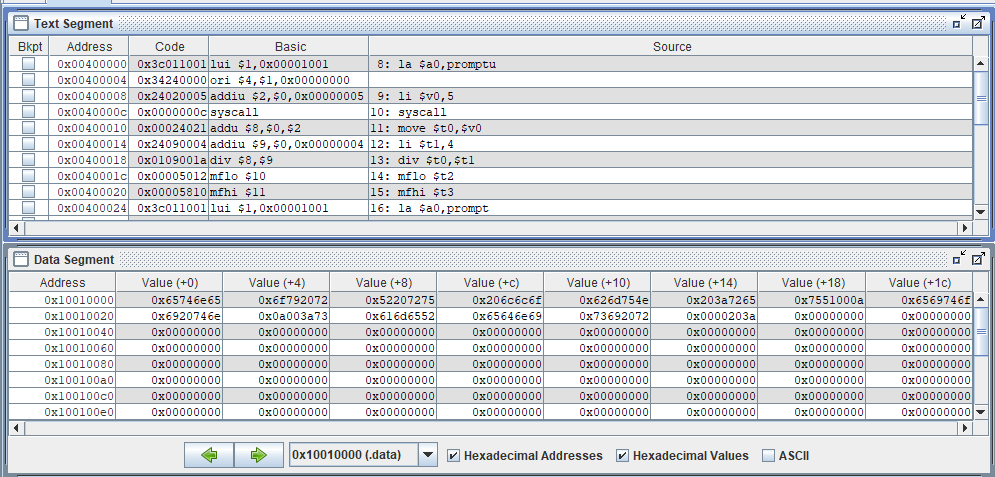 Text Segment
Bkpt Address Code Basic Source
0x00400000 0x3c011001 lui $1,0x00001001 8: la $a0,promptu
0x00400004 0x34240000 ori $4,$1,0x00000000
0x00400008 0x24020005 addiu $2,$0,0x00000005 9: li $v0,5
0x0040000c 0x0000000c syscall 10: syscall
0x00400010 0x00024021 addu $8,$0,$2 11: move $t0,$v0
0x00400014 0x24090004 addiu $9,$0,0x00000004 12: li $t1,4
0x00400018 0x0109001a div $8,$9 13: div $t0,$t1
0x0040001c 0x00005012 mflo $10 14: mflo $t2
0x00400020 0x00005810 mfhi $11 15: mfhi $t3
0x00400024 0x3c011001 lui $1,0x00001001 16: la $a0,prompt
Data Segment
Address Value (+0) Value (+4) Value (+8) Value (+c) Value (+10) Value (+14) Value (+18) Value (+1c)
0x10010000 0x65746e65 0x6f792072 0x52207275 0x206c6c6f 0x626d754e 0x203a7265 0x7551000a 0x6569746f
0x10010020 0x6920746e 0x0a003a73 0x616d6552 0x65646e69 0x73692072 0x0000203a 0x00000000 0x00000000
0x10010040 0x00000000 0x00000000 0x00000000 0x00000000 0x00000000 0x00000000 0x00000000 0x00000000
0x10010060 0x00000000 0x00000000 0x00000000 0x00000000 0x00000000 0x00000000 0x00000000 0x00000000
0x10010080 0x00000000 0x00000000 0x00000000 0x00000000 0x00000000 0x00000000 0x00000000 0x00000000
0x100100a0 0x00000000 0x00000000 0x00000000 0x00000000 0x00000000 0x00000000 0x00000000 0x00000000
0x100100c0 0x00000000 0x00000000 0x00000000 0x00000000 0x00000000 0x00000000 0x00000000 0x00000000
0x100100e0 0x00000000 0x00000000 0x00000000 0x00000000 0x00000000 0x00000000 0x00000000 0x00000000
0x10010000 (.data) Hexadecimal Addresses Hexadecimal Values ASCII